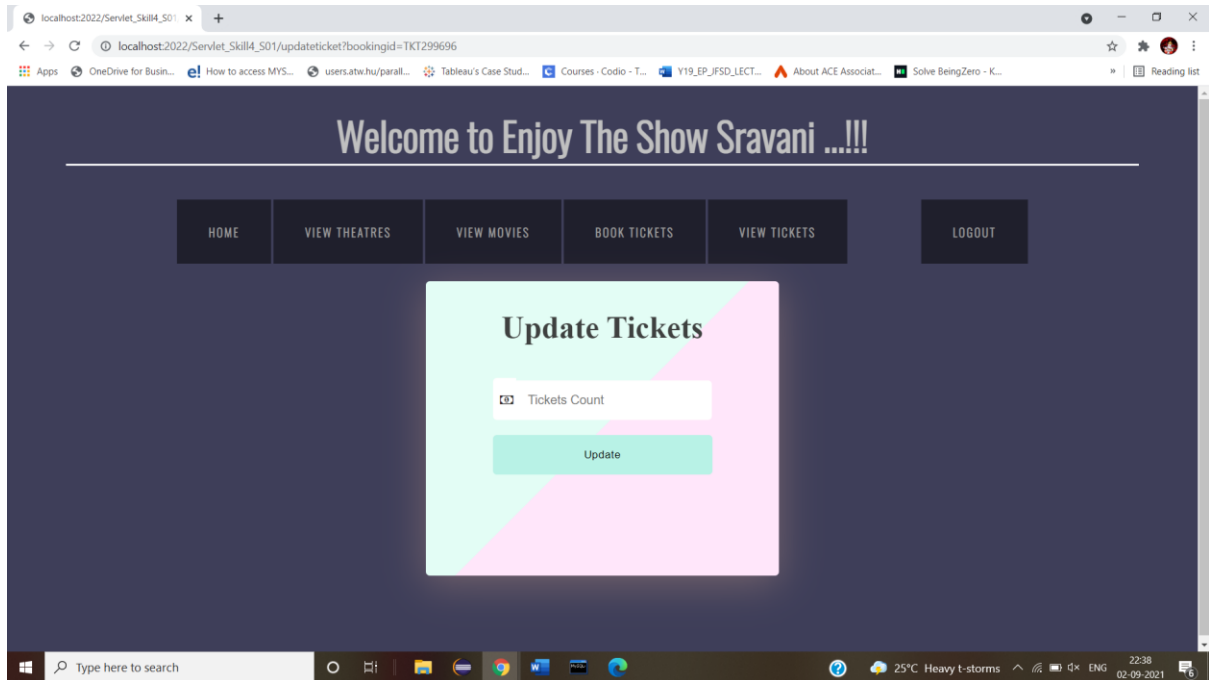 localhost:2022/Servlet_Skill4_S01
localhost:2022/Servlet_Skill4_S01/updateticket?bookingid=TKT299696
Apps OneDrive for Busin... How to access MYS... users.atw.hu/parall... Tableau's Case Stud... Courses - Codio - T... Y19_EP_JFSD_LECT... About ACE Associat... Solve BeingZero - K... » Reading list
Welcome to Enjoy The Show Sravani ...!!!
HOME VIEW THEATRES VIEW MOVIES BOOK TICKETS VIEW TICKETS LOGOUT
Update Tickets
Tickets Count
Update
Type here to search 25°C Heavy t-storms ENG 22:38
02-09-2021 6